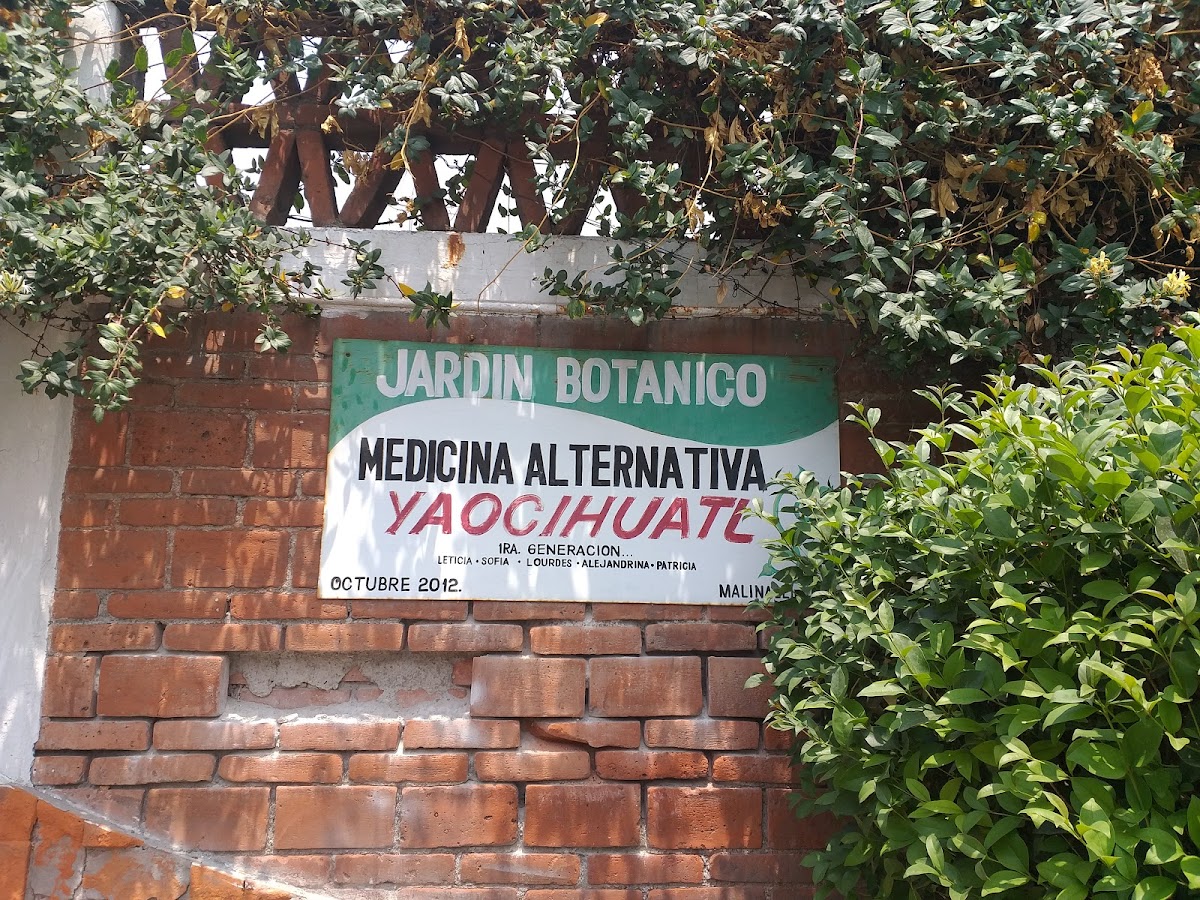 JARDIN BOTANICO
MEDICINA ALTERNATIVA
YAOCIHUATL
1RA. GENERACION...
LETICIA • SOFIA • LOURDES • ALEJANDRINA • PATRICIA
OCTUBRE 2012.